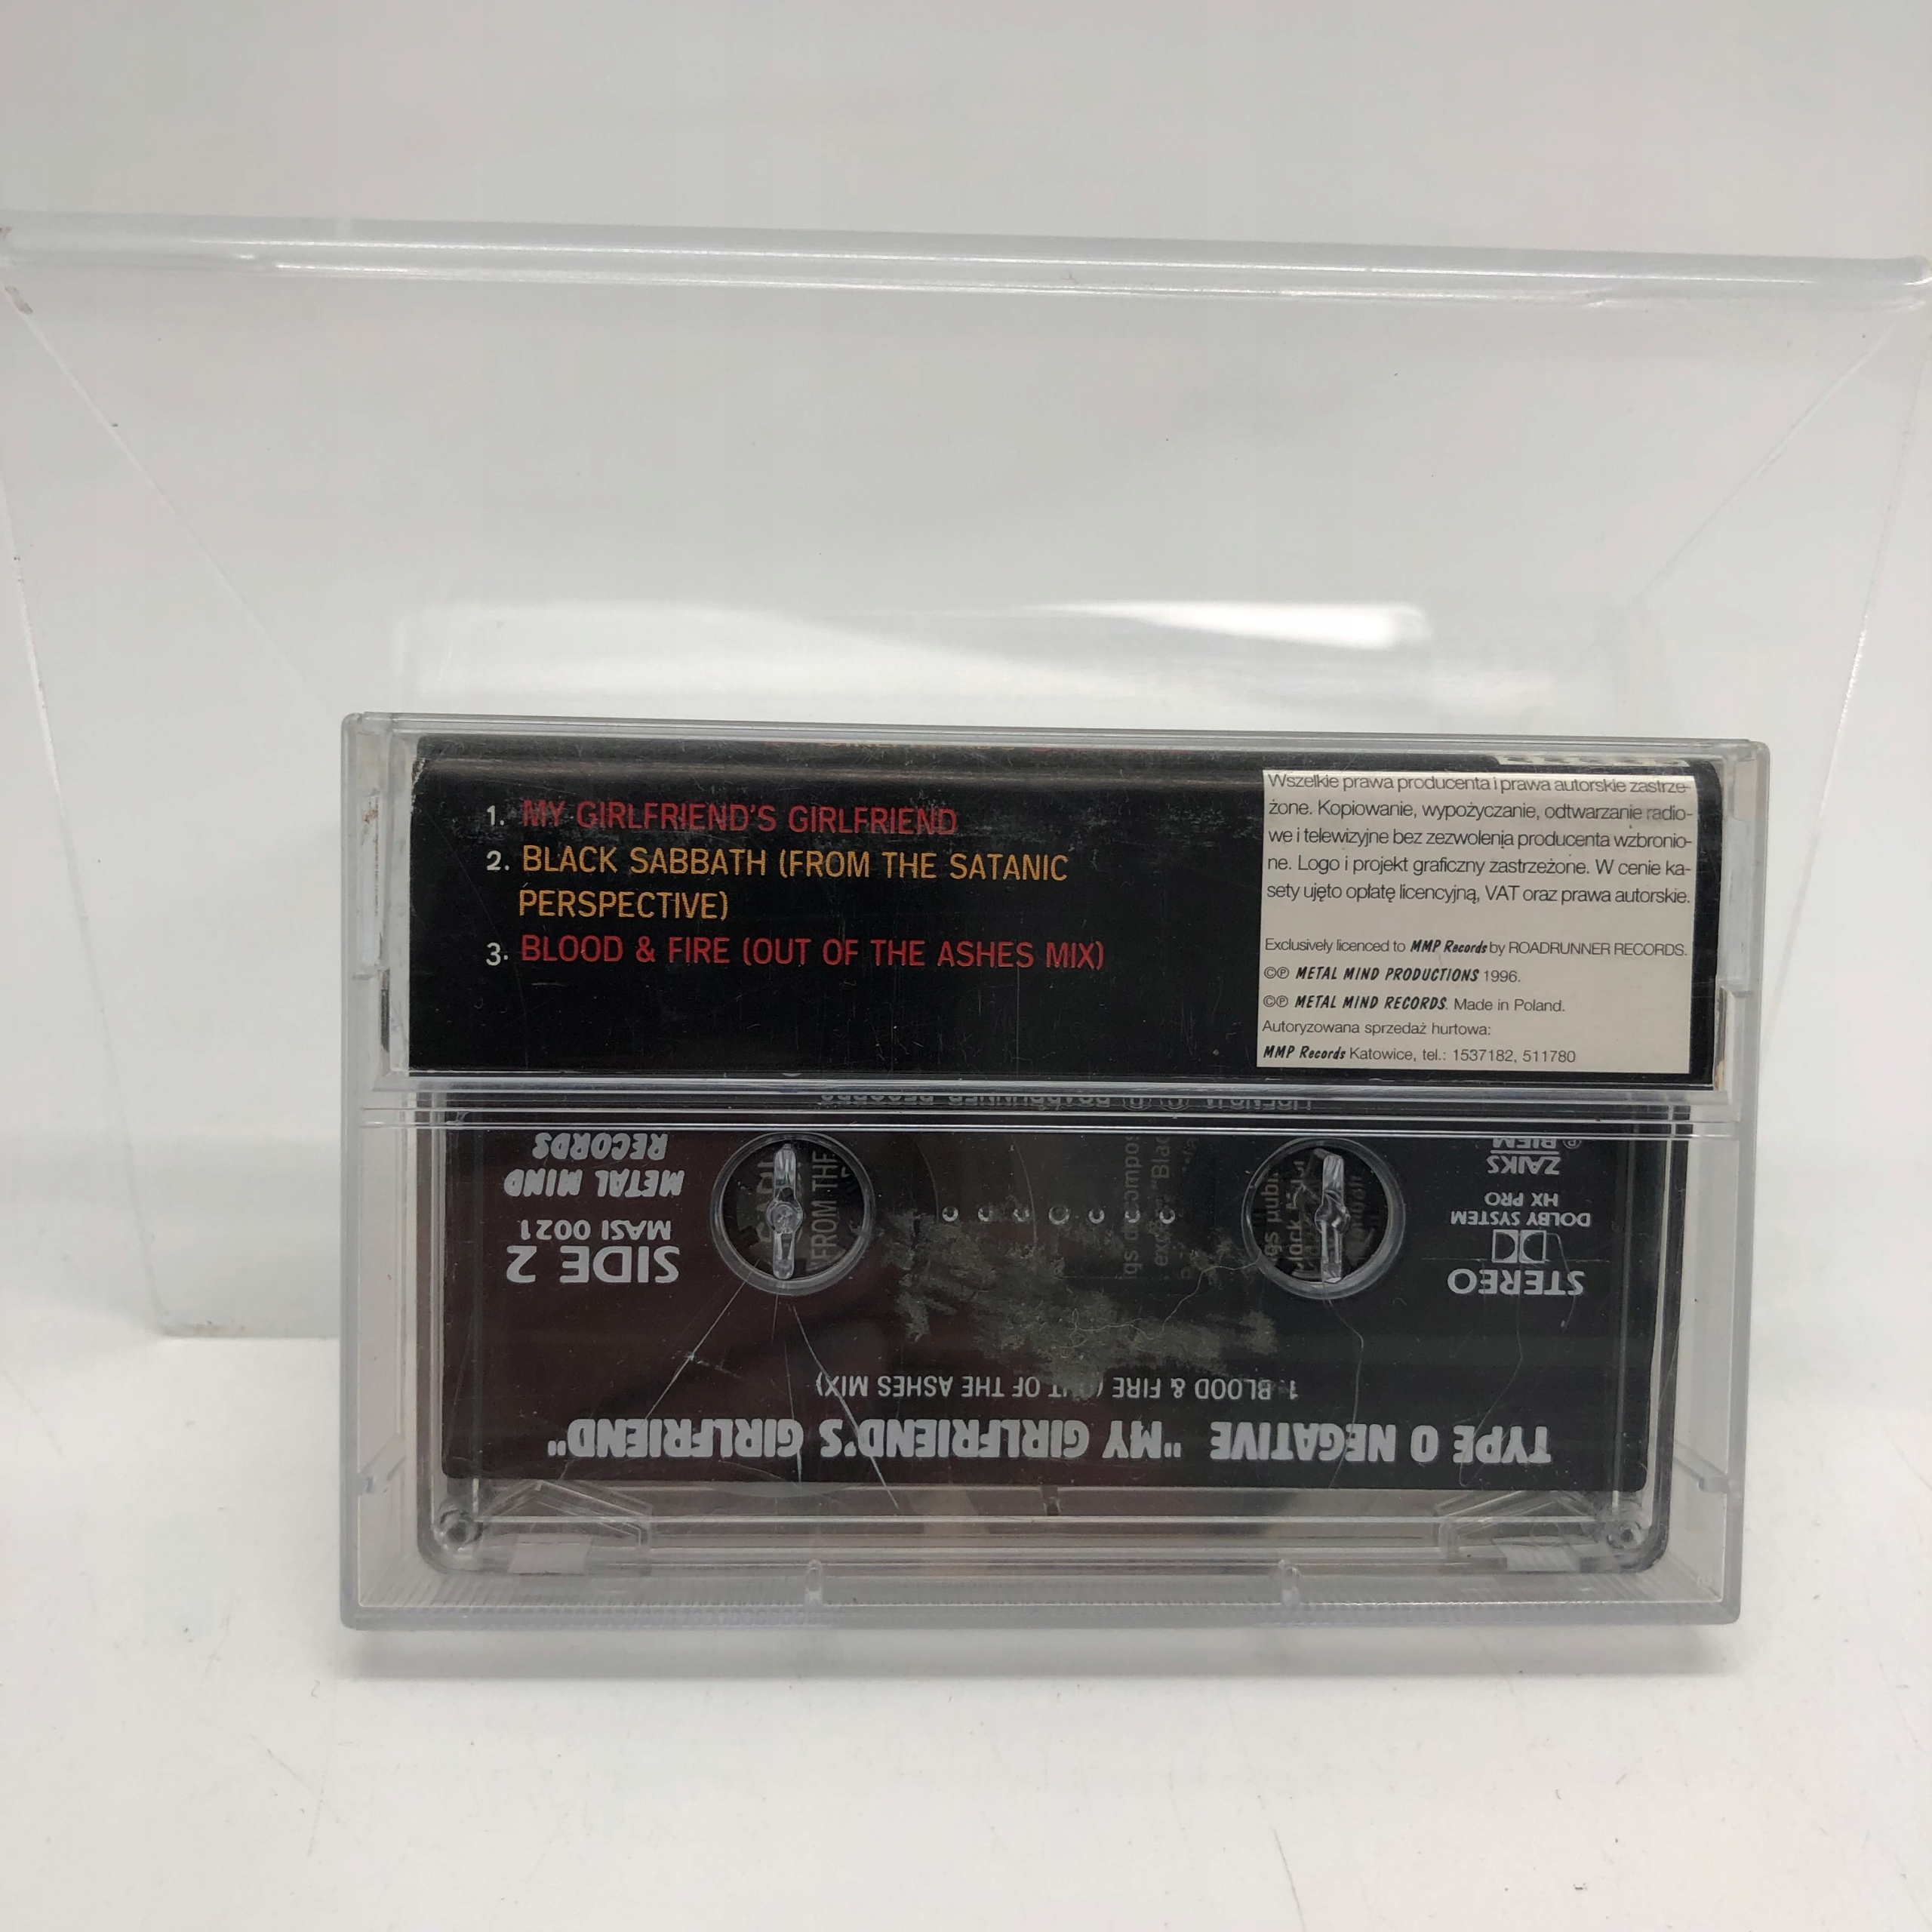 1. MY GIRLFRIEND'S GIRLFRIEND
2. BLACK SABBATH (FROM THE SATANIC
PERSPECTIVE)
3. BLOOD & FIRE (OUT OF THE ASHES MIX)
Wszelkie prawa producenta i prawa autorskie zastrze-
żone. Kopiowanie, wypożyczanie, odtwarzanie radio-
we i telewizyjne bez zezwolenia producenta wzbronio-
ne. Logo i projekt graficzny zastrzeżone. W cenie ka-
sety ujęto opłatę licencyjną, VAT oraz prawa autorskie.
Exclusively licenced to MMP Records by ROADRUNNER RECORDS.
©℗ METAL MIND PRODUCTIONS 1996.
©℗ METAL MIND RECORDS. Made in Poland.
Autoryzowana sprzedaż hurtowa:
MMP Records Katowice, tel.: 1537182, 511780
TYPE O NEGATIVE "MY GIRLFRIEND'S GIRLFRIEND"
1. BLOOD & FIRE (OUT OF THE ASHES MIX)
STEREO
DOLBY SYSTEM
HX PRO
ZAIKS
℗ BIEM
SIDE 2
MASI 0021
METAL MIND
RECORDS
LICENCJA © ℗ ROADRUNNER RECORDS
FROM THE